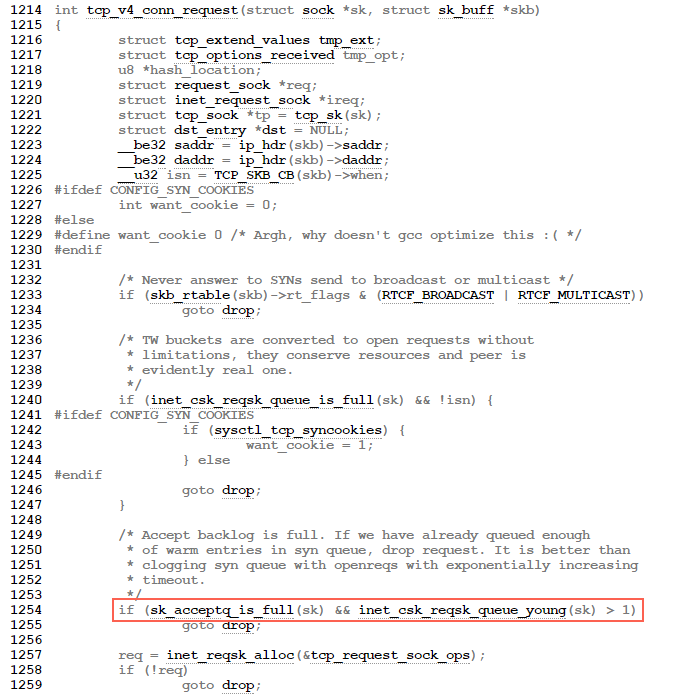 1214 int tcp_v4_conn_request(struct sock *sk, struct sk_buff *skb)
1215 {
1216         struct tcp_extend_values tmp_ext;
1217         struct tcp_options_received tmp_opt;
1218         u8 *hash_location;
1219         struct request_sock *req;
1220         struct inet_request_sock *ireq;
1221         struct tcp_sock *tp = tcp_sk(sk);
1222         struct dst_entry *dst = NULL;
1223         __be32 saddr = ip_hdr(skb)->saddr;
1224         __be32 daddr = ip_hdr(skb)->daddr;
1225         __u32 isn = TCP_SKB_CB(skb)->when;
1226 #ifdef CONFIG_SYN_COOKIES
1227         int want_cookie = 0;
1228 #else
1229 #define want_cookie 0 /* Argh, why doesn't gcc optimize this :( */
1230 #endif
1231
1232         /* Never answer to SYNs send to broadcast or multicast */
1233         if (skb_rtable(skb)->rt_flags & (RTCF_BROADCAST | RTCF_MULTICAST))
1234                 goto drop;
1235
1236         /* TW buckets are converted to open requests without
1237          * limitations, they conserve resources and peer is
1238          * evidently real one.
1239          */
1240         if (inet_csk_reqsk_queue_is_full(sk) && !isn) {
1241 #ifdef CONFIG_SYN_COOKIES
1242                 if (sysctl_tcp_syncookies) {
1243                         want_cookie = 1;
1244                 } else
1245 #endif
1246                 goto drop;
1247         }
1248
1249         /* Accept backlog is full. If we have already queued enough
1250          * of warm entries in syn queue, drop request. It is better than
1251          * clogging syn queue with openreqs with exponentially increasing
1252          * timeout.
1253          */
1254         if (sk_acceptq_is_full(sk) && inet_csk_reqsk_queue_young(sk) > 1)
1255                 goto drop;
1256
1257         req = inet_reqsk_alloc(&tcp_request_sock_ops);
1258         if (!req)
1259                 goto drop;